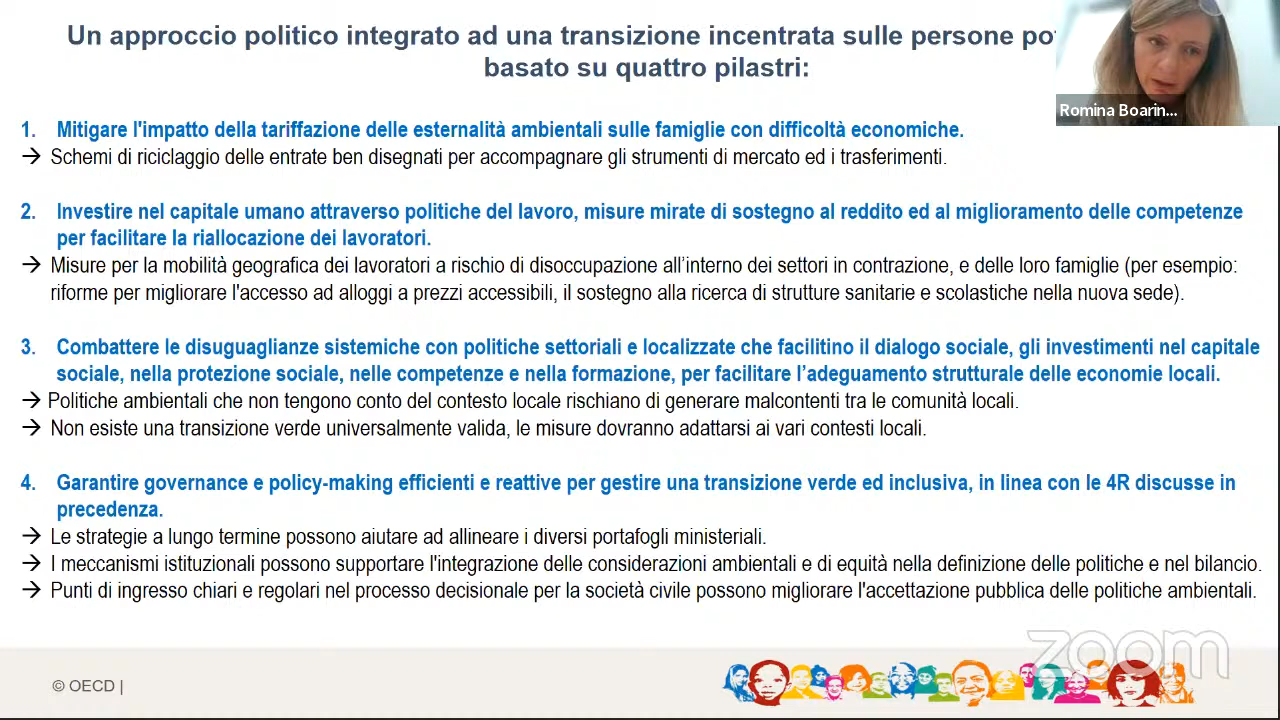 Un approccio politico integrato ad una transizione incentrata sulle persone
basato su quattro pilastri:
Romina Boarin...
1. Mitigare l'impatto della tariffazione delle esternalità ambientali sulle famiglie con difficoltà economiche.
→ Schemi di riciclaggio delle entrate ben disegnati per accompagnare gli strumenti di mercato ed i trasferimenti.
2. Investire nel capitale umano attraverso politiche del lavoro, misure mirate di sostegno al reddito ed al miglioramento delle competenze
per facilitare la riallocazione dei lavoratori.
→ Misure per la mobilità geografica dei lavoratori a rischio di disoccupazione all’interno dei settori in contrazione, e delle loro famiglie (per esempio:
riforme per migliorare l'accesso ad alloggi a prezzi accessibili, il sostegno alla ricerca di strutture sanitarie e scolastiche nella nuova sede).
3. Combattere le disuguaglianze sistemiche con politiche settoriali e localizzate che facilitino il dialogo sociale, gli investimenti nel capitale
sociale, nella protezione sociale, nelle competenze e nella formazione, per facilitare l’adeguamento strutturale delle economie locali.
→ Politiche ambientali che non tengono conto del contesto locale rischiano di generare malcontenti tra le comunità locali.
→ Non esiste una transizione verde universalmente valida, le misure dovranno adattarsi ai vari contesti locali.
4. Garantire governance e policy-making efficienti e reattive per gestire una transizione verde ed inclusiva, in linea con le 4R discusse in
precedenza.
→ Le strategie a lungo termine possono aiutare ad allineare i diversi portafogli ministeriali.
→ I meccanismi istituzionali possono supportare l'integrazione delle considerazioni ambientali e di equità nella definizione delle politiche e nel bilancio.
→ Punti di ingresso chiari e regolari nel processo decisionale per la società civile possono migliorare l'accettazione pubblica delle politiche ambientali.
zoom
© OECD |